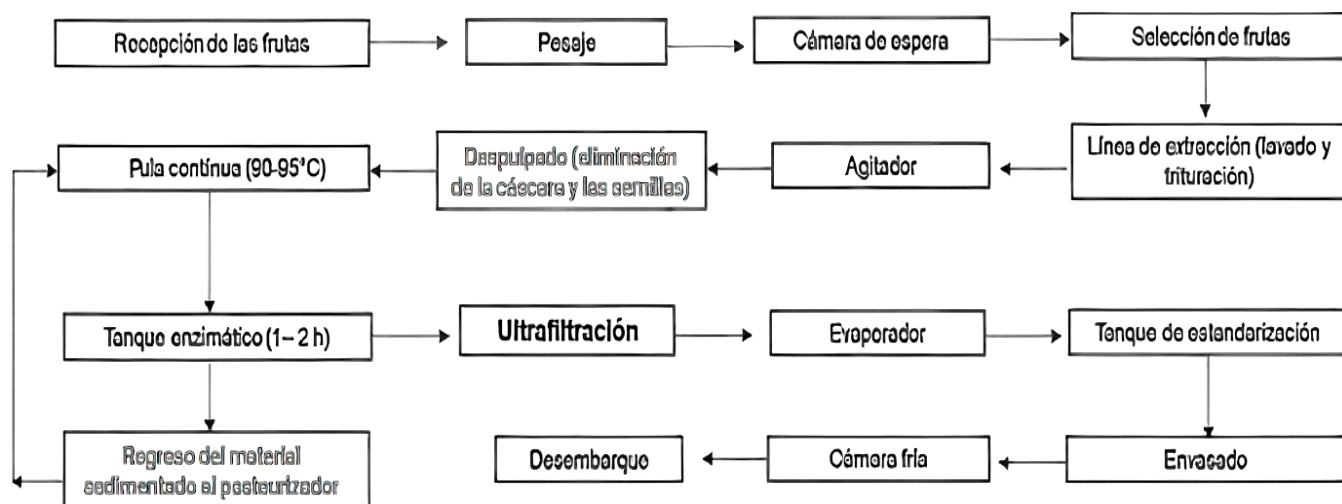 Recepción de las frutas
Pesaje
Cámara de espera
Selección de frutas
Línea de extracción (lavado y
trituración)
Agitador
Despulpado (eliminación
de la cáscara y las semillas)
Pula contínua (90-95°C)
Tanque enzimático (1– 2 h)
Ultrafiltración
Evaporador
Tanque de estandarización
Regreso del material
sedimentado al pasteurizador
Desembarque
Cámara fría
Envasado